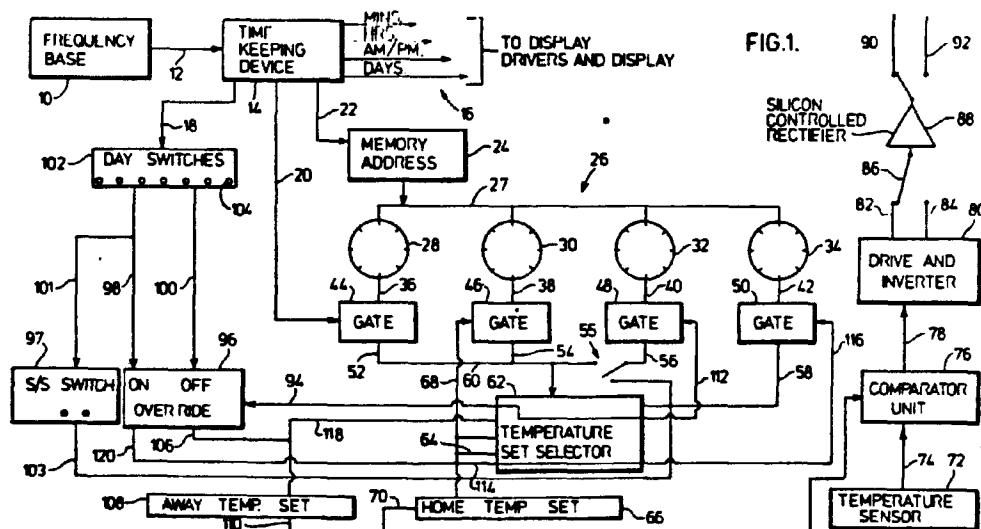 FREQUENCY
BASE
10
12
TIME
KEEPING
DEVICE
14
MINS.
HRS.
AM/PM.
DAYS
16
TO DISPLAY
DRIVERS AND DISPLAY
FIG.1.
90
92
SILICON
CONTROLLED
RECTIFIER
88
86
82
84
80
DRIVE AND
INVERTER
78
76
COMPARATOR
UNIT
74
72
TEMPERATURE
SENSOR
18
20
22
MEMORY
ADDRESS
24
26
27
102
DAY SWITCHES
104
28
30
32
34
36
38
40
42
44
GATE
46
GATE
48
GATE
50
GATE
52
54
55
56
58
60
112
116
101
98
100
97
S/S SWITCH
96
ON OFF
OVERRIDE
94
68
62
TEMPERATURE
SET SELECTOR
64
103
120
106
118
114
108
AWAY TEMP. SET
110
70
HOME TEMP SET
66